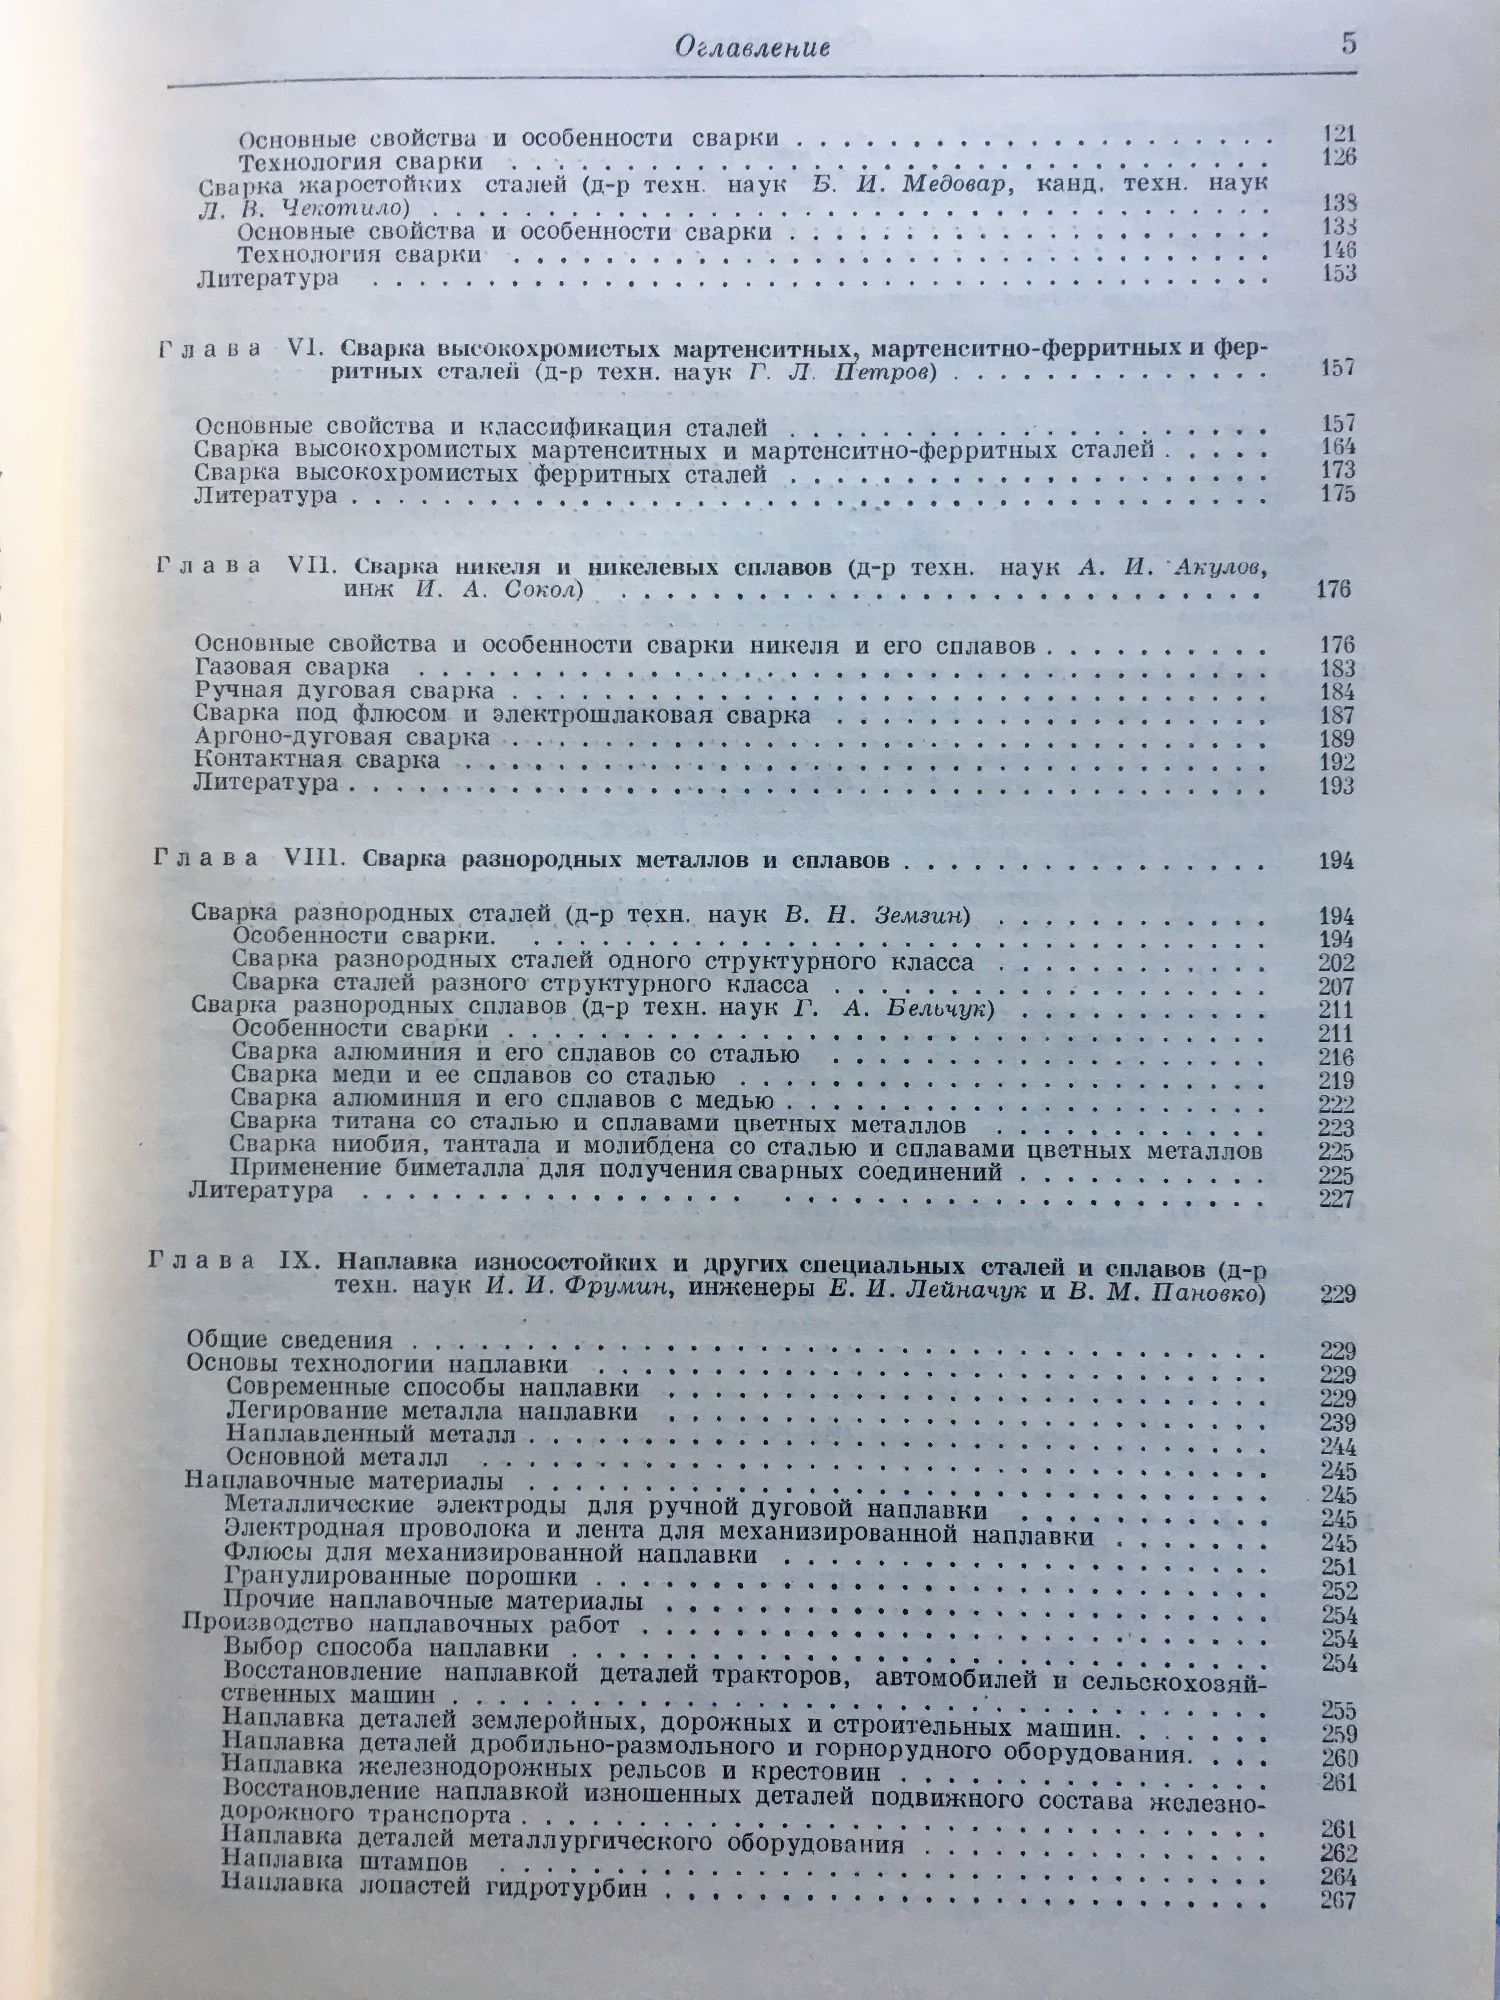 Оглавление 5
Основные свойства и особенности сварки . . . . . . . . . . . . . . . . . . . . 121
Технология сварки . . . . . . . . . . . . . . . . . . . . . . . . . . . . . . . 126
Сварка жаростойких сталей (д-р техн. наук Б. И. Медовар, канд. техн. наук
Л. В. Чекотило) . . . . . . . . . . . . . . . . . . . . . . . . . . . . . . . . 138
Основные свойства и особенности сварки . . . . . . . . . . . . . . . . . . . . 138
Технология сварки . . . . . . . . . . . . . . . . . . . . . . . . . . . . . . . 146
Литература . . . . . . . . . . . . . . . . . . . . . . . . . . . . . . . . . . 153
Глава VI. Сварка высокохромистых мартенситных, мартенситно-ферритных и фер-
ритных сталей (д-р техн. наук Г. Л. Петров) . . . . . . . . . . . . . . 157
Основные свойства и классификация сталей . . . . . . . . . . . . . . . . . . . 157
Сварка высокохромистых мартенситных и мартенситно-ферритных сталей . . . . . 164
Сварка высокохромистых ферритных сталей . . . . . . . . . . . . . . . . . . . 173
Литература . . . . . . . . . . . . . . . . . . . . . . . . . . . . . . . . . . 175
Глава VII. Сварка никеля и никелевых сплавов (д-р техн. наук А. И. Акулов,
инж И. А. Сокол) . . . . . . . . . . . . . . . . . . . . . . . . . . . . 176
Основные свойства и особенности сварки никеля и его сплавов . . . . . . . . . . 176
Газовая сварка . . . . . . . . . . . . . . . . . . . . . . . . . . . . . . . . 183
Ручная дуговая сварка . . . . . . . . . . . . . . . . . . . . . . . . . . . . . 184
Сварка под флюсом и электрошлаковая сварка . . . . . . . . . . . . . . . . . . 187
Аргоно-дуговая сварка . . . . . . . . . . . . . . . . . . . . . . . . . . . . . 189
Контактная сварка . . . . . . . . . . . . . . . . . . . . . . . . . . . . . . . 192
Литература . . . . . . . . . . . . . . . . . . . . . . . . . . . . . . . . . . 193
Глава VIII. Сварка разнородных металлов и сплавов . . . . . . . . . . . . . . . . 194
Сварка разнородных сталей (д-р техн. наук В. Н. Земзин) . . . . . . . . . . . . 194
Особенности сварки. . . . . . . . . . . . . . . . . . . . . . . . . . . . . . . 194
Сварка разнородных сталей одного структурного класса . . . . . . . . . . . . 202
Сварка сталей разного структурного класса . . . . . . . . . . . . . . . . . . . 207
Сварка разнородных сплавов (д-р техн. наук Г. А. Бельчук) . . . . . . . . . . . 211
Особенности сварки . . . . . . . . . . . . . . . . . . . . . . . . . . . . . . . 211
Сварка алюминия и его сплавов со сталью . . . . . . . . . . . . . . . . . . . 216
Сварка меди и ее сплавов со сталью . . . . . . . . . . . . . . . . . . . . . . . 219
Сварка алюминия и его сплавов с медью . . . . . . . . . . . . . . . . . . . . . 222
Сварка титана со сталью и сплавами цветных металлов . . . . . . . . . . . . 223
Сварка ниобия, тантала и молибдена со сталью и сплавами цветных металлов 225
Применение биметалла для получения сварных соединений . . . . . . . . . . . 225
Литература . . . . . . . . . . . . . . . . . . . . . . . . . . . . . . . . . . 227
Глава IX. Наплавка износостойких и других специальных сталей и сплавов (д-р
техн. наук И. И. Фрумин, инженеры Е. И. Лейначук и В. М. Пановко) 229
Общие сведения . . . . . . . . . . . . . . . . . . . . . . . . . . . . . . . . . 229
Основы технологии наплавки . . . . . . . . . . . . . . . . . . . . . . . . . . . 229
Современные способы наплавки . . . . . . . . . . . . . . . . . . . . . . . . . . 229
Легирование металла наплавки . . . . . . . . . . . . . . . . . . . . . . . . . . 239
Наплавленный металл . . . . . . . . . . . . . . . . . . . . . . . . . . . . . . 244
Основной металл . . . . . . . . . . . . . . . . . . . . . . . . . . . . . . . . 245
Наплавочные материалы . . . . . . . . . . . . . . . . . . . . . . . . . . . . . 245
Металлические электроды для ручной дуговой наплавки . . . . . . . . . . . 245
Электродная проволока и лента для механизированной наплавки . . . . . . . 245
Флюсы для механизированной наплавки . . . . . . . . . . . . . . . . . . . . . 251
Гранулированные порошки . . . . . . . . . . . . . . . . . . . . . . . . . . . . 252
Прочие наплавочные материалы . . . . . . . . . . . . . . . . . . . . . . . . . . 254
Производство наплавочных работ . . . . . . . . . . . . . . . . . . . . . . . . . 254
Выбор способа наплавки . . . . . . . . . . . . . . . . . . . . . . . . . . . . . 254
Восстановление наплавкой деталей тракторов, автомобилей и сельскохозяй-
ственных машин . . . . . . . . . . . . . . . . . . . . . . . . . . . . . . . . . 255
Наплавка деталей землеройных, дорожных и строительных машин. . . . . . . 259
Наплавка деталей дробильно-размольного и горнорудного оборудования. . . . 260
Наплавка железнодорожных рельсов и крестовин . . . . . . . . . . . . . . . . 261
Восстановление наплавкой изношенных деталей подвижного состава железно-
дорожного транспорта . . . . . . . . . . . . . . . . . . . . . . . . . . . . . . 261
Наплавка деталей металлургического оборудования . . . . . . . . . . . . . . . 262
Наплавка штампов . . . . . . . . . . . . . . . . . . . . . . . . . . . . . . . . 264
Наплавка лопастей гидротурбин . . . . . . . . . . . . . . . . . . . . . . . . . . 267